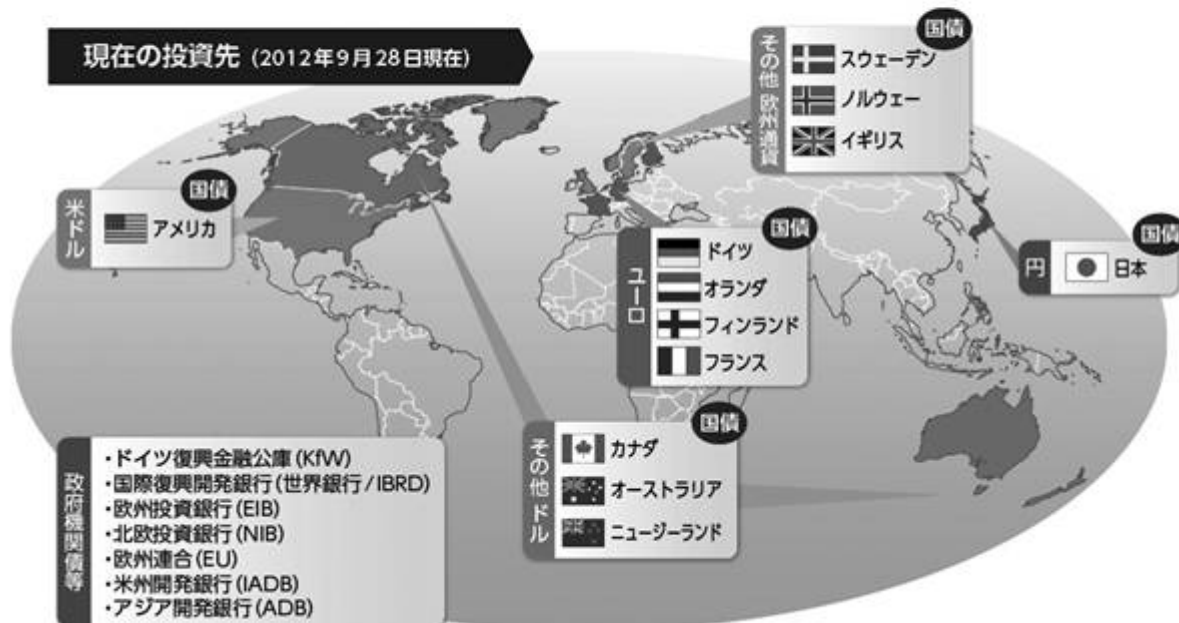 現在の投資先 (2012年9月28日現在)
国債
その他 欧州通貨
スウェーデン
ノルウェー
イギリス
国債
米ドル
アメリカ
国債
ユーロ
ドイツ
オランダ
フィンランド
フランス
国債
円
日本
国債
その他 ドル
カナダ
オーストラリア
ニュージーランド
政府機関債等
・ドイツ復興金融公庫(KfW)
・国際復興開発銀行(世界銀行/IBRD)
・欧州投資銀行(EIB)
・北欧投資銀行(NIB)
・欧州連合(EU)
・米州開発銀行(IADB)
・アジア開発銀行(ADB)